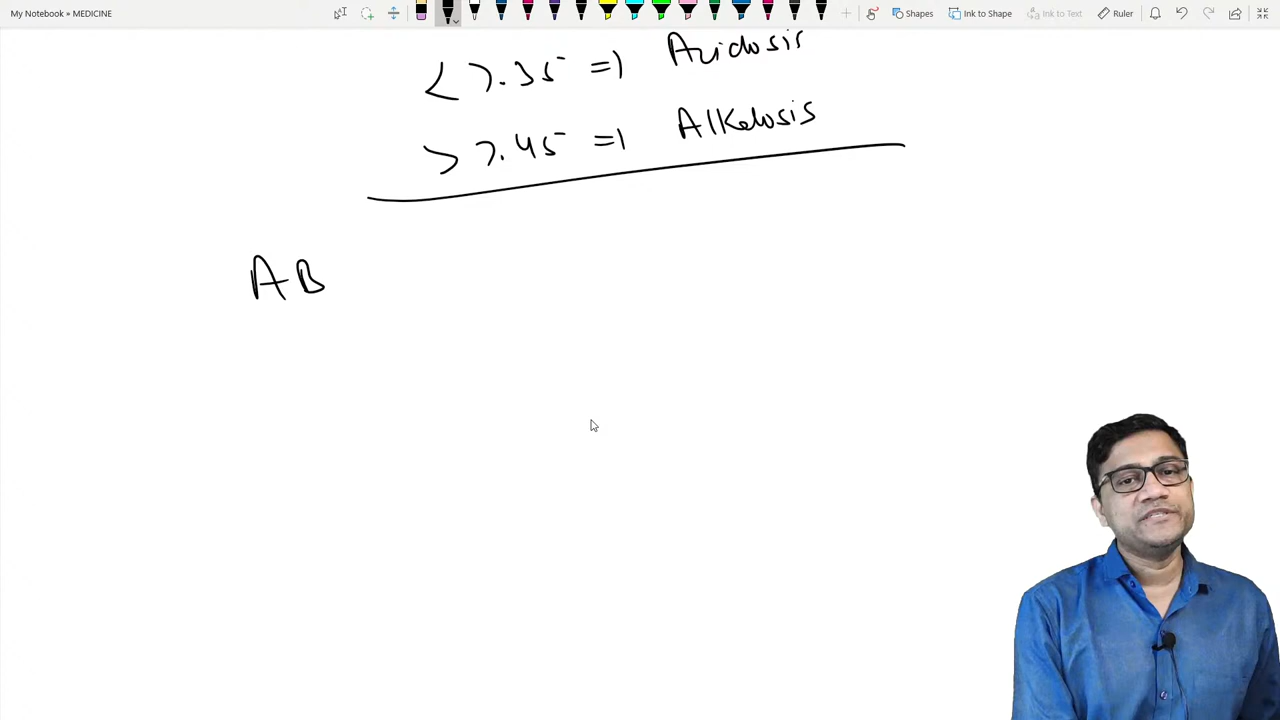 My Notebook » MEDICINE
Shapes Ink to Shape Ink to Text Ruler
< 7.35 => Acidosis
> 7.45 => Alkalosis
AB